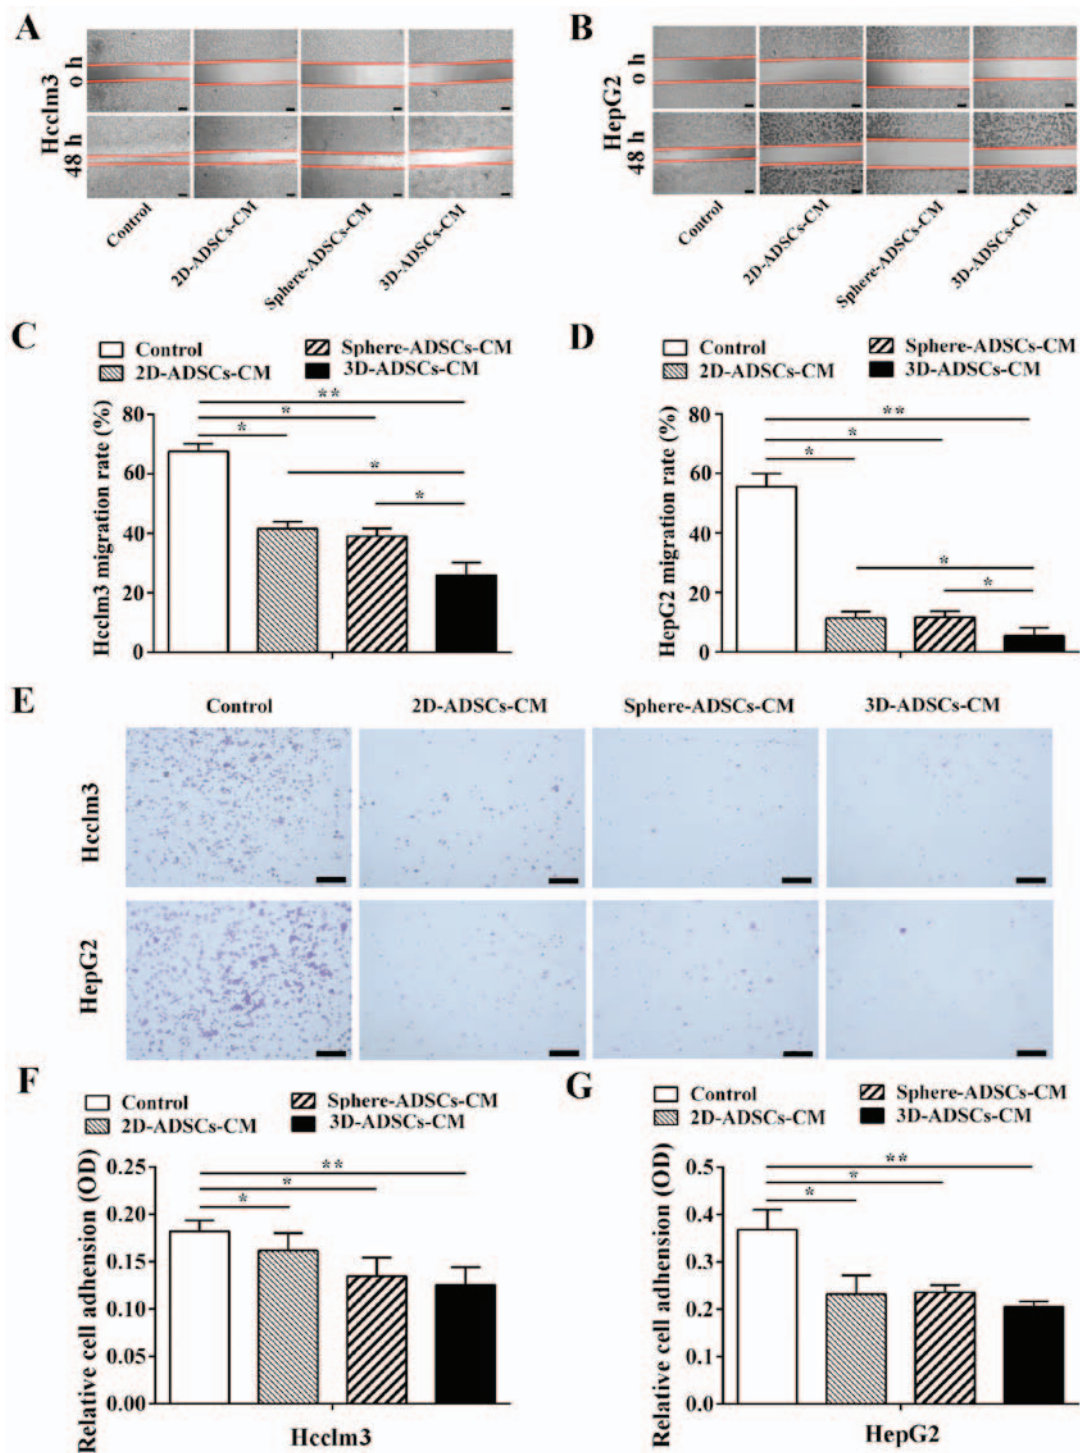 A
Hcclm3
o h
48 h
Control
2D-ADSCs-CM
Sphere-ADSCs-CM
3D-ADSCs-CM
B
HepG2
o h
48 h
Control
2D-ADSCs-CM
Sphere-ADSCs-CM
3D-ADSCs-CM
C
Control
Sphere-ADSCs-CM
2D-ADSCs-CM
3D-ADSCs-CM
Hcclm3 migration rate (%)
80
60
40
20
0
**
*
*
*
*
D
Control
Sphere-ADSCs-CM
2D-ADSCs-CM
3D-ADSCs-CM
HepG2 migration rate (%)
80
60
40
20
0
**
*
*
*
*
E
Control
2D-ADSCs-CM
Sphere-ADSCs-CM
3D-ADSCs-CM
Hcclm3
HepG2
F
Control
Sphere-ADSCs-CM
2D-ADSCs-CM
3D-ADSCs-CM
Relative cell adhension (OD)
0.25
0.20
0.15
0.10
0.05
0.00
**
*
*
Hcclm3
G
Control
Sphere-ADSCs-CM
2D-ADSCs-CM
3D-ADSCs-CM
Relative cell adhesion (OD)
0.5
0.4
0.3
0.2
0.1
0.0
**
*
*
HepG2